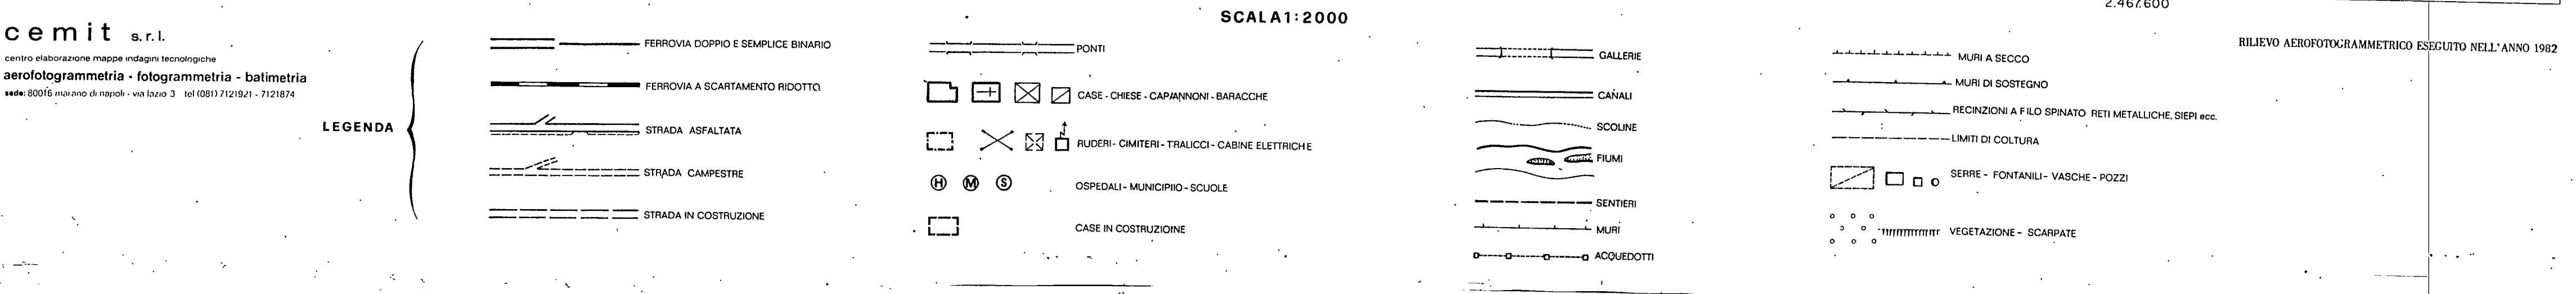 cemit s.r.l.
centro elaborazione mappe indagini tecnologiche
aerofotogrammetria - fotogrammetria - batimetria
sede: 80016 marano di napoli - via lazio 3 tel (081) 7121921 - 7121874
LEGENDA
FERROVIA DOPPIO E SEMPLICE BINARIO
FERROVIA A SCARTAMENTO RIDOTTO
STRADA ASFALTATA
STRADA CAMPESTRE
STRADA IN COSTRUZIONE
SCALA 1:2000
PONTI
CASE - CHIESE - CAPANNONI - BARACCHE
RUDERI - CIMITERI - TRALICCI - CABINE ELETTRICHE
H M S
OSPEDALI - MUNICIPIIO - SCUOLE
CASE IN COSTRUZIOINE
GALLERIE
CANALI
SCOLINE
FIUMI
SENTIERI
MURI
ACQUEDOTTI
MURI A SECCO
MURI DI SOSTEGNO
RECINZIONI A FILO SPINATO RETI METALLICHE, SIEPI ecc.
LIMITI DI COLTURA
SERRE - FONTANILI - VASCHE - POZZI
VEGETAZIONE - SCARPATE
2.467.600
RILIEVO AEROFOTOGRAMMETRICO ESEGUITO NELL'ANNO 1982